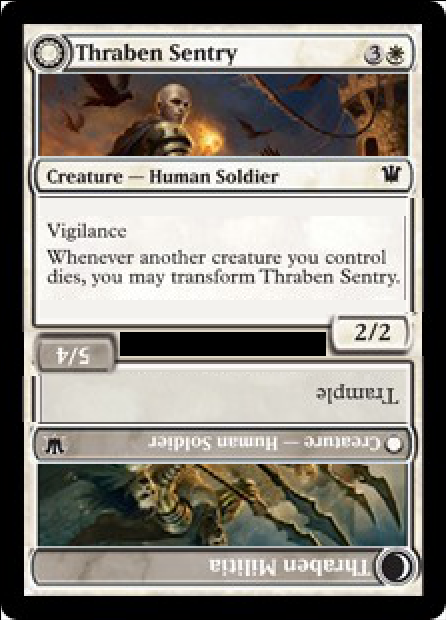 Thraben Sentry 3
Creature — Human Soldier
Vigilance
Whenever another creature you control
dies, you may transform Thraben Sentry.
2/2
Thraben Militia
Creature — Human Soldier
Trample
5/4